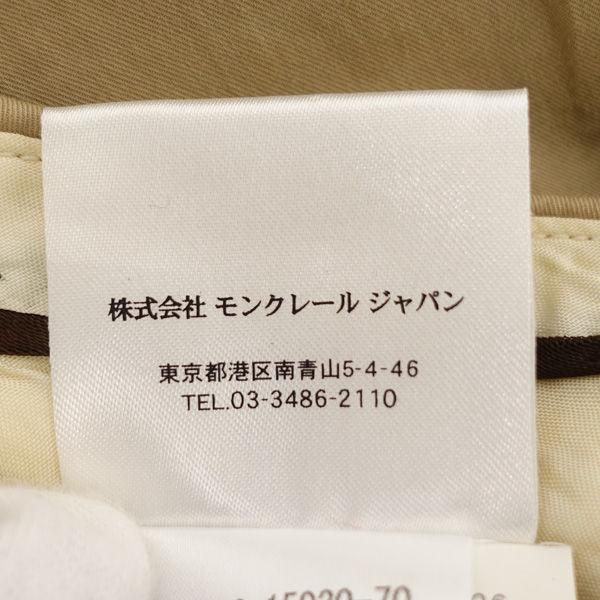 株式会社 モンクレール ジャパン
東京都港区南青山5-4-46
TEL.03-3486-2110